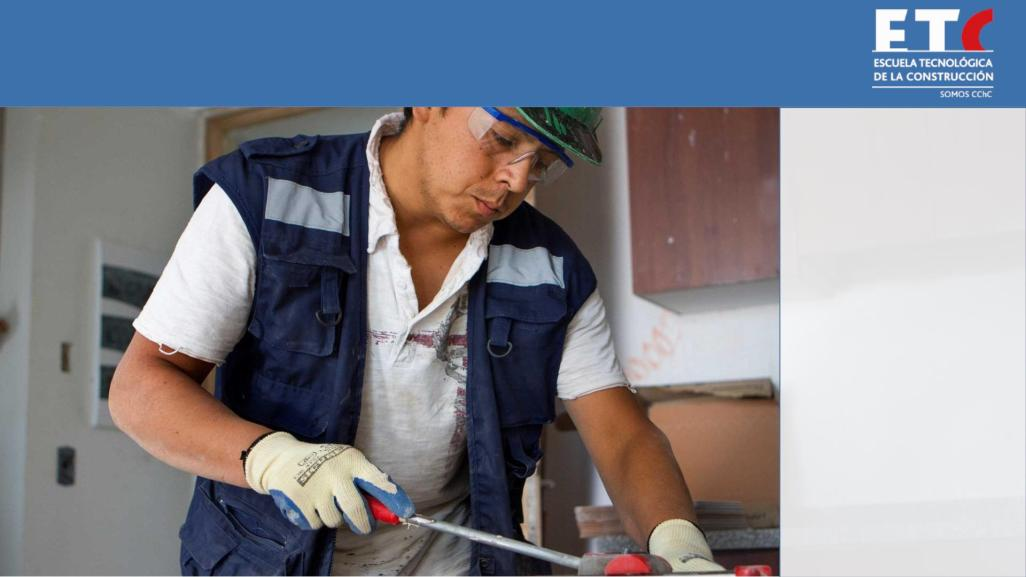 ETC
ESCUELA TECNOLÓGICA
DE LA CONSTRUCCIÓN
SOMOS CChC